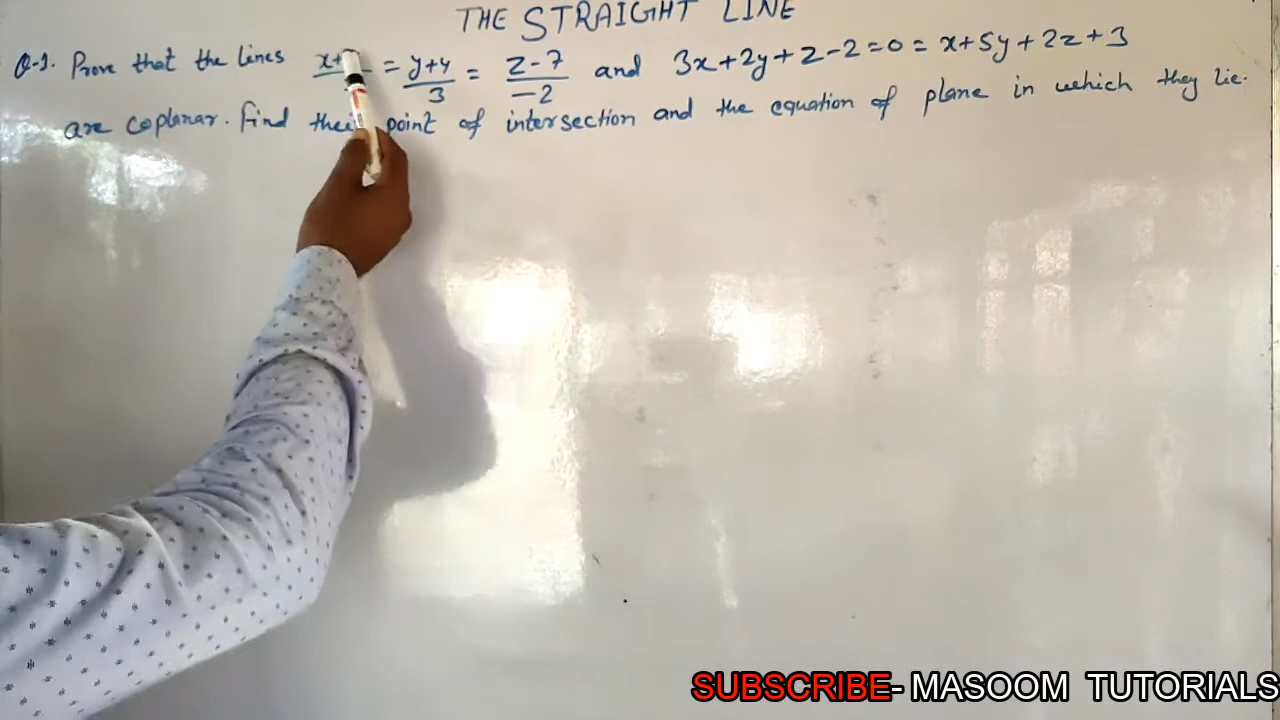 THE STRAIGHT LINE
Q-1. Prove that the lines x+ = y+4/3 = z-7/-2 and 3x+2y+z-2=0=x+5y+2z+3
are coplanar. Find their point of intersection and the equation of plane in which they lie.
SUBSCRIBE- MASOOM TUTORIALS